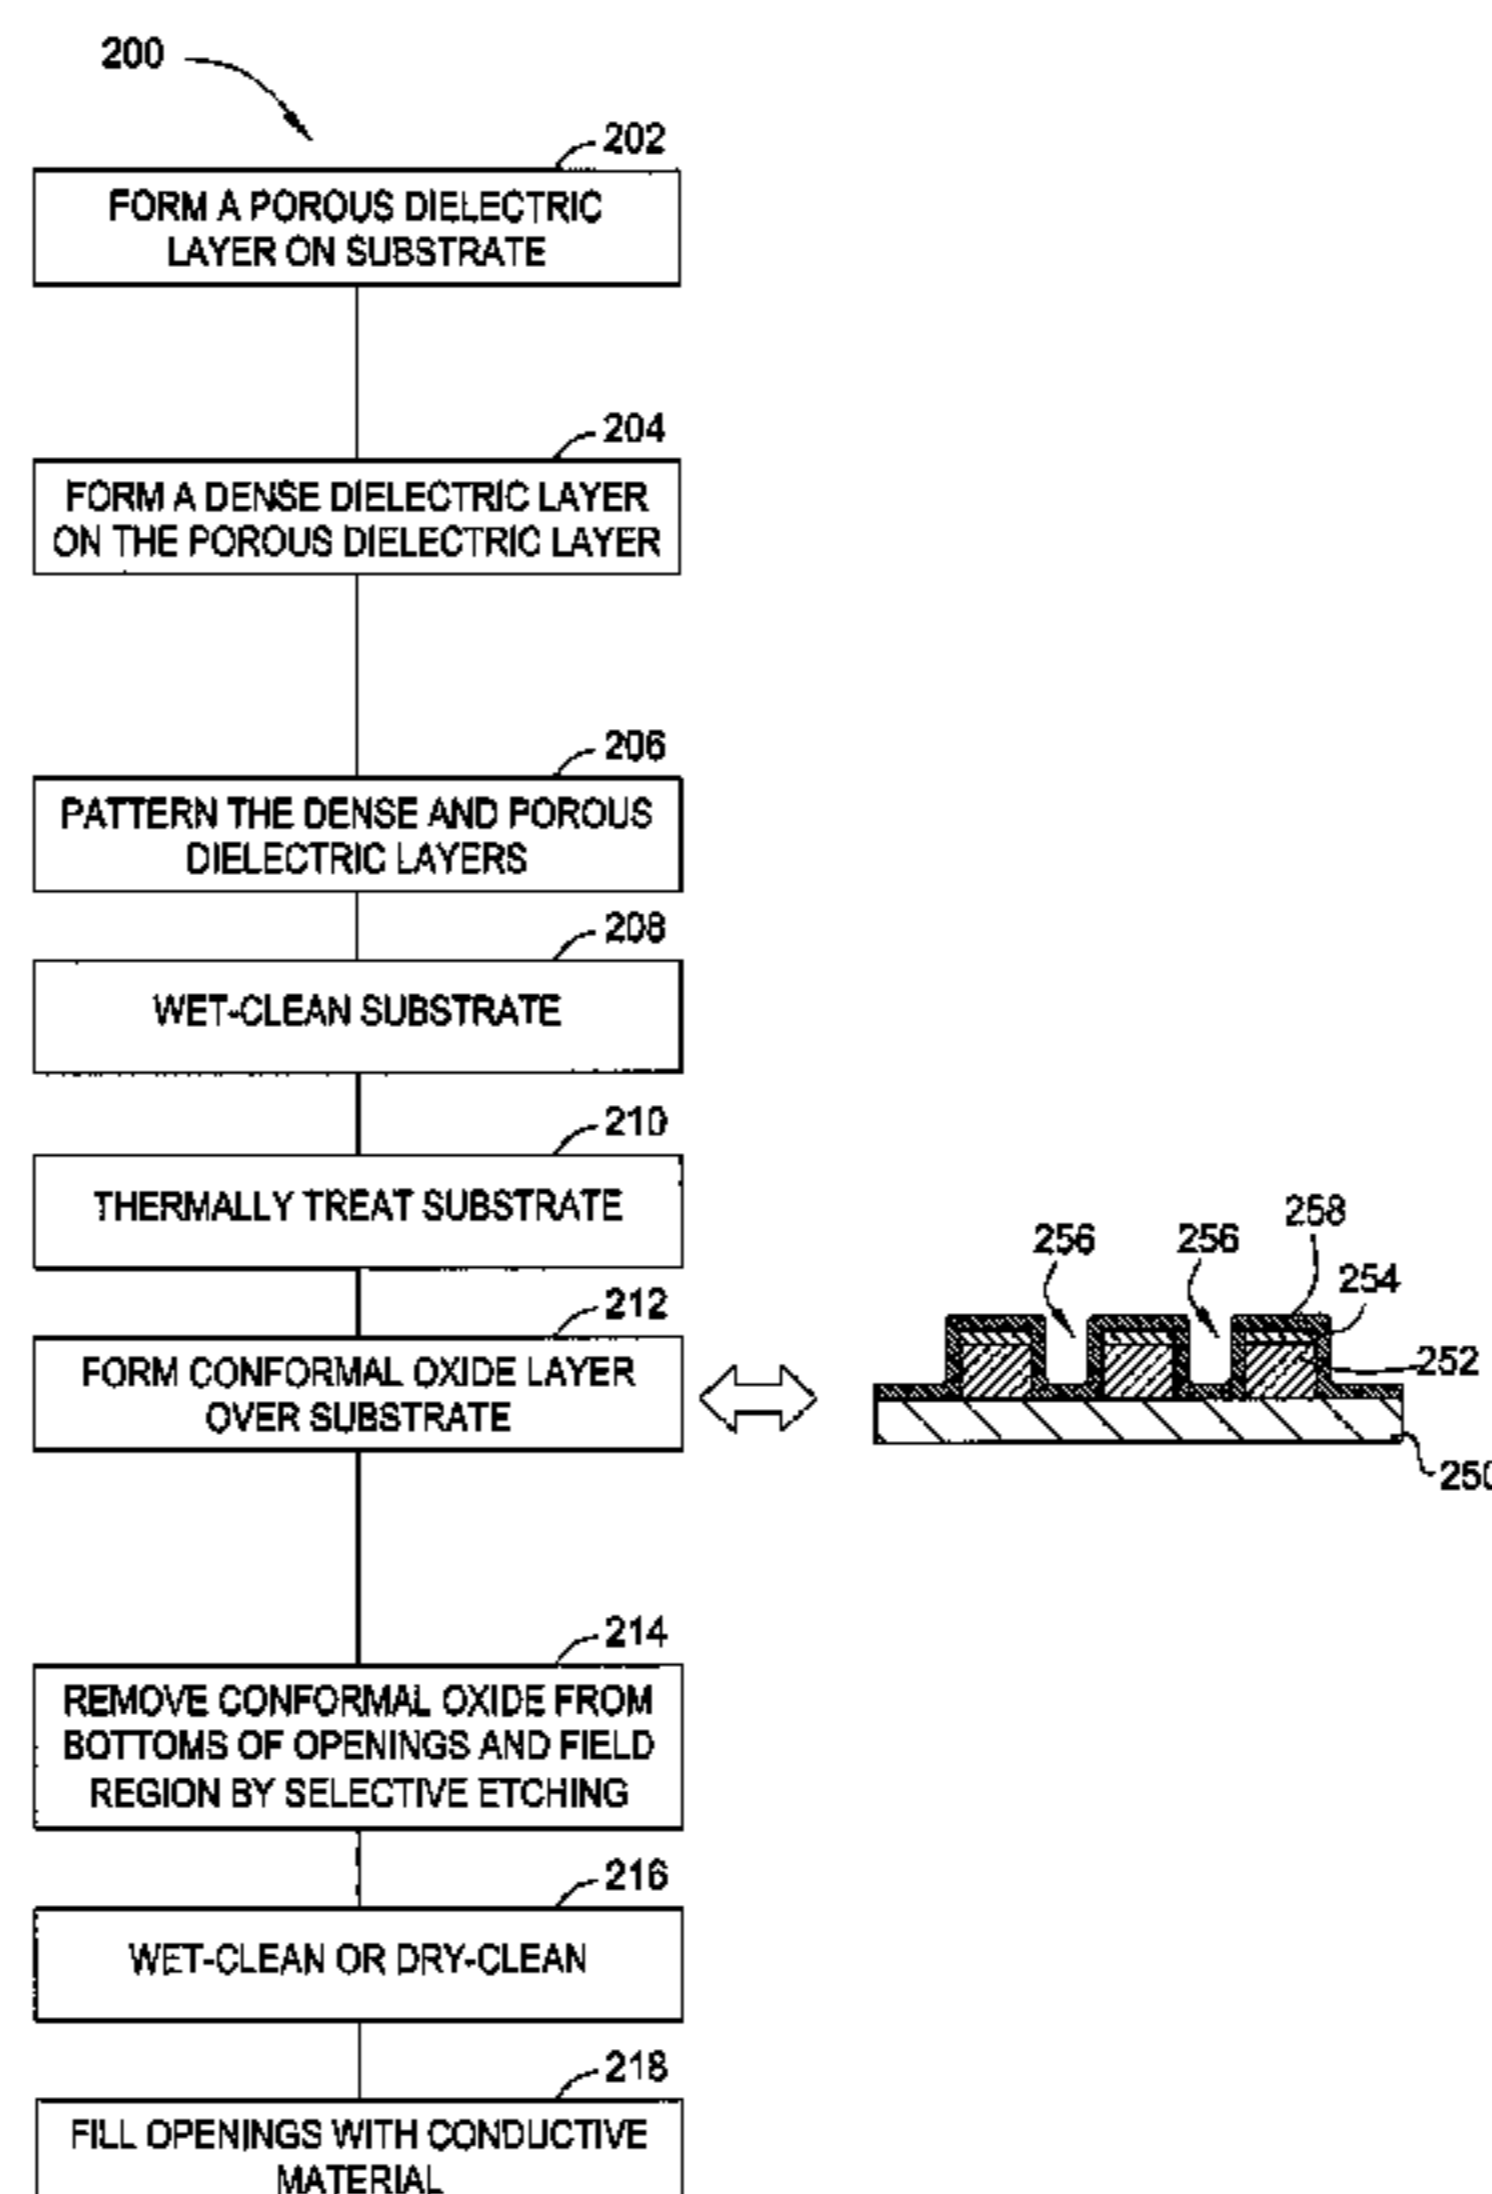 200
202
FORM A POROUS DIELECTRIC
LAYER ON SUBSTRATE
204
FORM A DENSE DIELECTRIC LAYER
ON THE POROUS DIELECTRIC LAYER
206
PATTERN THE DENSE AND POROUS
DIELECTRIC LAYERS
208
WET-CLEAN SUBSTRATE
210
THERMALLY TREAT SUBSTRATE
212
FORM CONFORMAL OXIDE LAYER
OVER SUBSTRATE
256
256
258
254
252
250
214
REMOVE CONFORMAL OXIDE FROM
BOTTOMS OF OPENINGS AND FIELD
REGION BY SELECTIVE ETCHING
216
WET-CLEAN OR DRY-CLEAN
218
FILL OPENINGS WITH CONDUCTIVE
MATERIAL